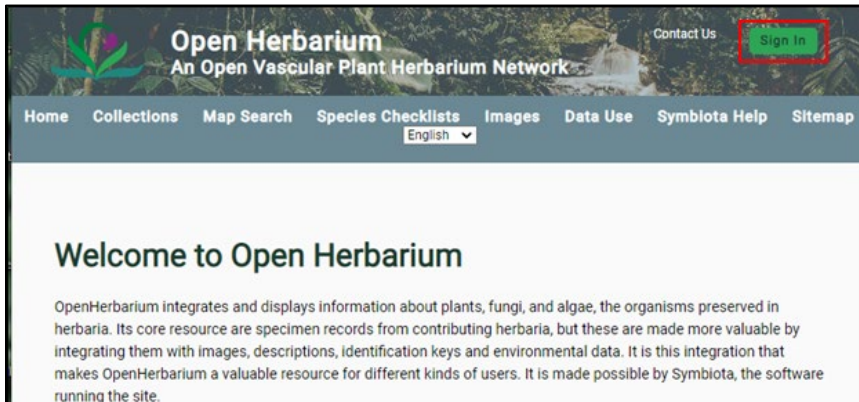 Open Herbarium
An Open Vascular Plant Herbarium Network
Contact Us
Sign In
Home Collections Map Search Species Checklists Images Data Use Symbiota Help Sitemap
English
Welcome to Open Herbarium
OpenHerbarium integrates and displays information about plants, fungi, and algae, the organisms preserved in
herbaria. Its core resource are specimen records from contributing herbaria, but these are made more valuable by
integrating them with images, descriptions, identification keys and environmental data. It is this integration that
makes OpenHerbarium a valuable resource for different kinds of users. It is made possible by Symbiota, the software
running the site.